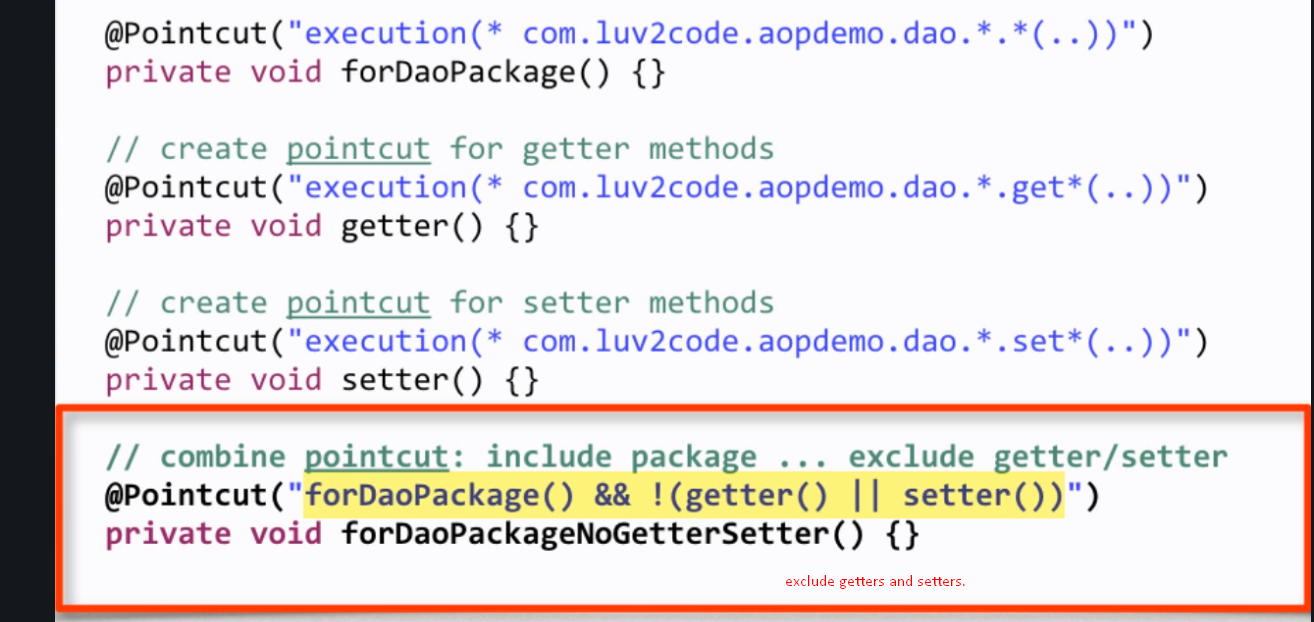 @Pointcut("execution(* com.luv2code.aopdemo.dao.*.*(..))")
private void forDaoPackage() {}
// create pointcut for getter methods
@Pointcut("execution(* com.luv2code.aopdemo.dao.*.get*(..))")
private void getter() {}
// create pointcut for setter methods
@Pointcut("execution(* com.luv2code.aopdemo.dao.*.set*(..))")
private void setter() {}
// combine pointcut: include package ... exclude getter/setter
@Pointcut("forDaoPackage() && !(getter() || setter())")
private void forDaoPackageNoGetterSetter() {}
exclude getters and setters.